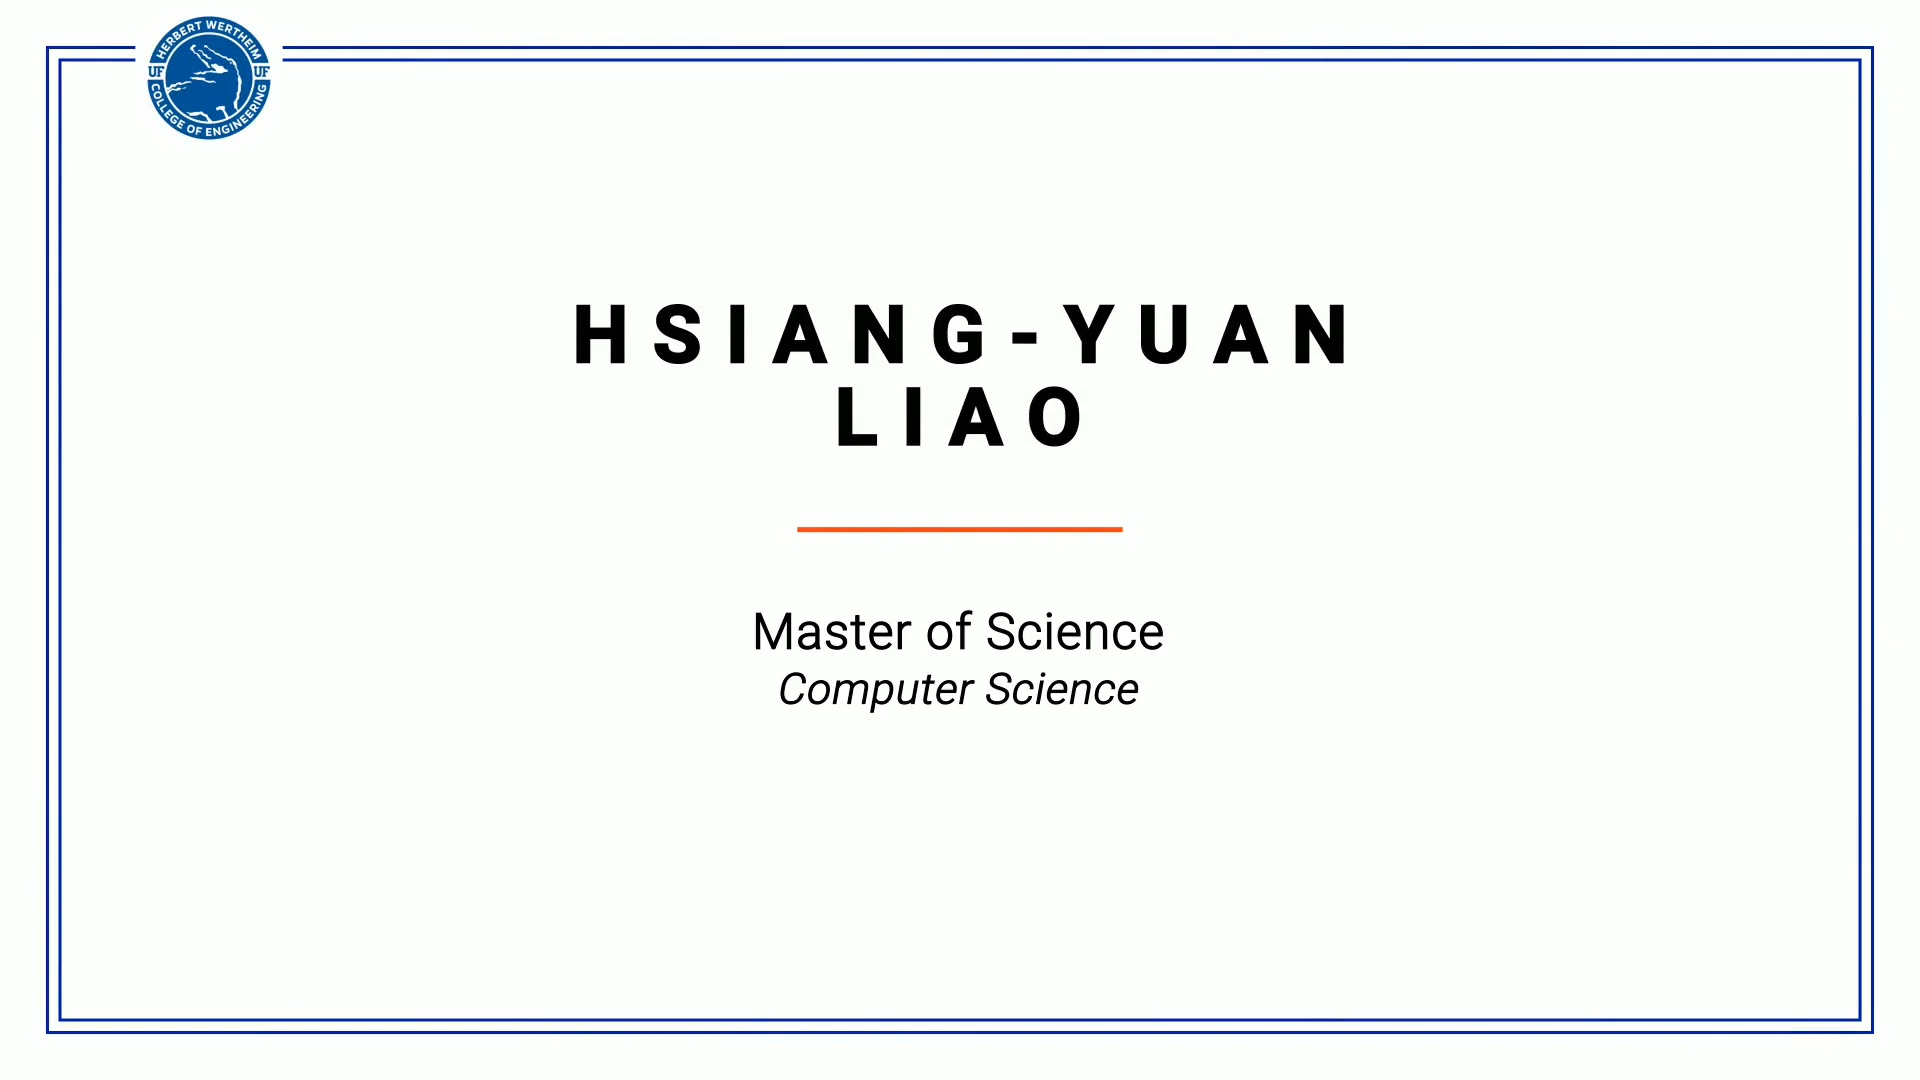 HERBERT WERTHEIM
UF UF
COLLEGE OF ENGINEERING
HSIANG-YUAN
LIAO
Master of Science
Computer Science